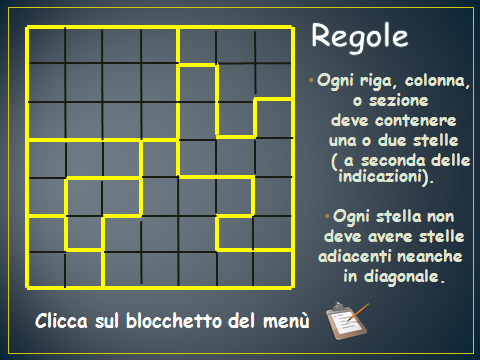 Regole
Ogni riga, colonna,
o sezione
deve contenere
una o due stelle
( a seconda delle
indicazioni).
Ogni stella non
deve avere stelle
adiacenti neanche
in diagonale.
Clicca sul blocchetto del menù